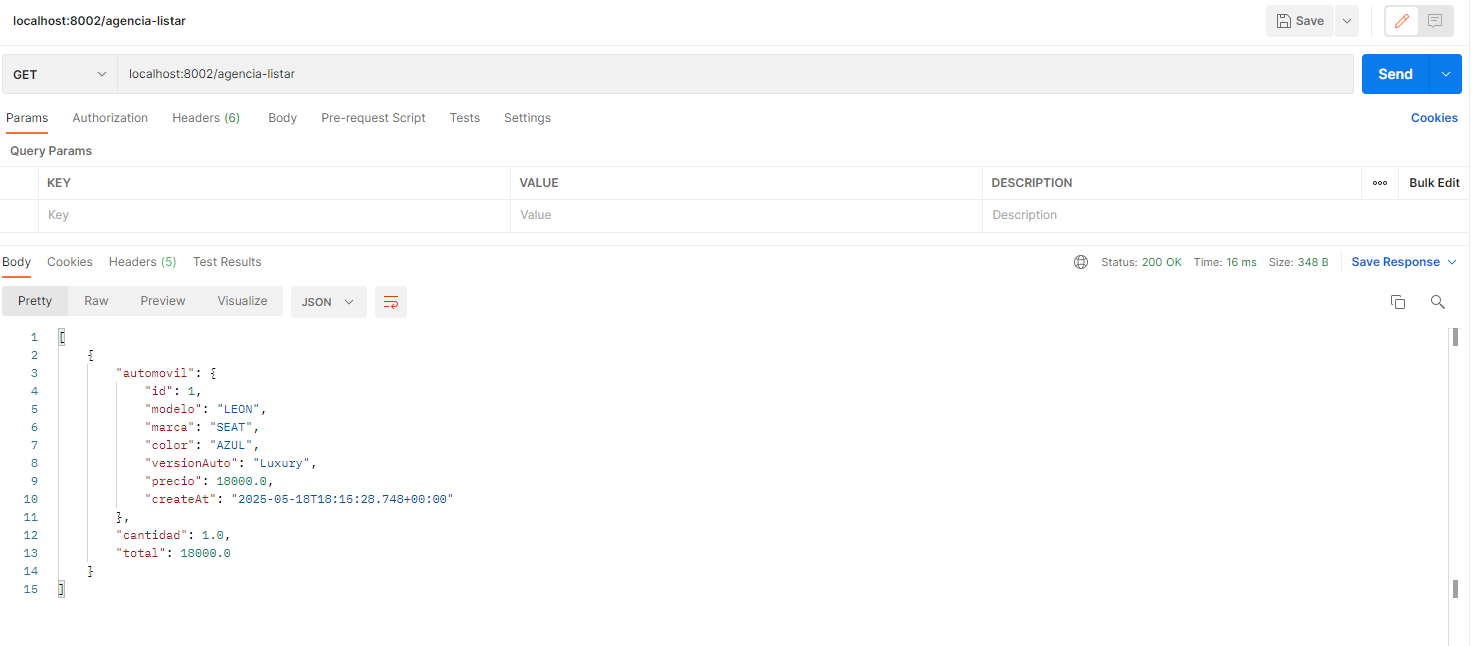 localhost:8002/agencia-listar
Save
GET
localhost:8002/agencia-listar
Send
Params Authorization Headers (6) Body Pre-request Script Tests Settings Cookies
Query Params
KEY VALUE DESCRIPTION Bulk Edit
Key Value Description
Body Cookies Headers (5) Test Results Status: 200 OK Time: 16 ms Size: 348 B Save Response
Pretty Raw Preview Visualize JSON
1 [
2 {
3 "automovil": {
4 "id": 1,
5 "modelo": "LEON",
6 "marca": "SEAT",
7 "color": "AZUL",
8 "versionAuto": "Luxury",
9 "precio": 18000.0,
10 "createAt": "2025-05-18T18:15:28.748+00:00"
11 },
12 "cantidad": 1.0,
13 "total": 18000.0
14 }
15 ]